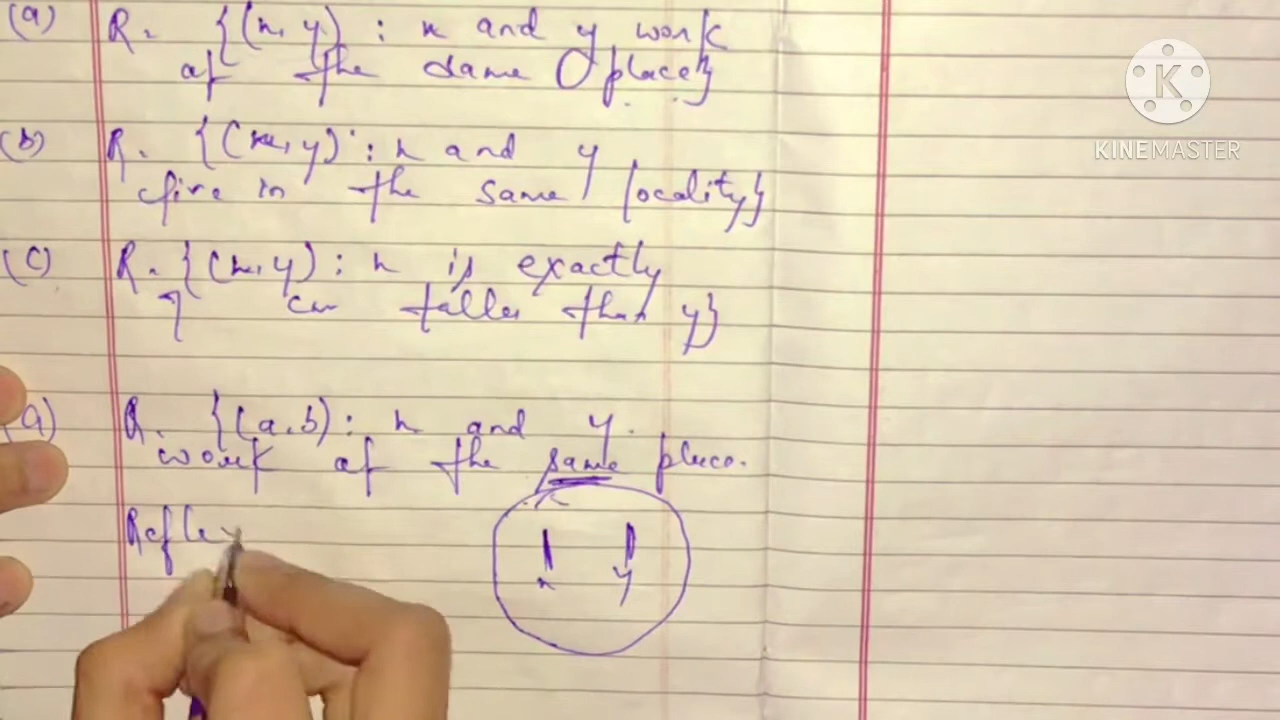 (a) R = {(x, y) : x and y work
at the same place}
(b) R = {(x, y) : x and y
live in the same locality}
(c) R = {(x, y) : x is exactly
7 cm taller than y}
(a) R = {(a, b) : x and y
work at the same place.
Reflex
x y
K
KINEMASTER